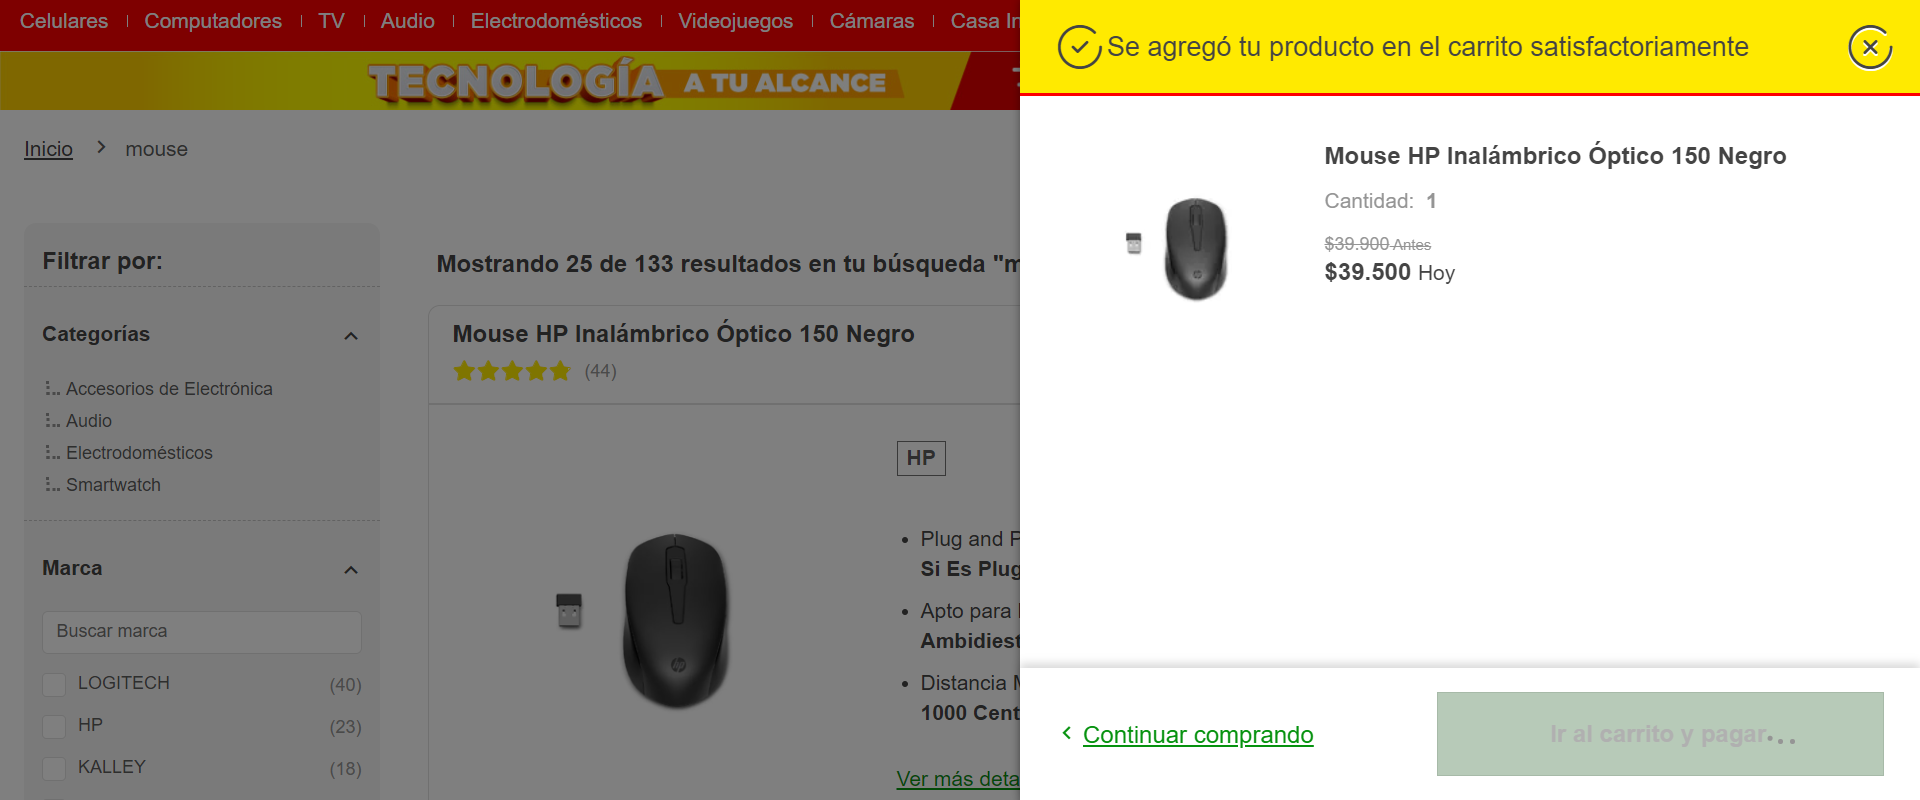 Celulares Computadores TV Audio Electrodomésticos Videojuegos Cámaras Casa In
TECNOLOGÍA A TU ALCANCE
Inicio > mouse
Filtrar por:
Categorías
Accesorios de Electrónica
Audio
Electrodomésticos
Smartwatch
Marca
Buscar marca
LOGITECH (40)
HP (23)
KALLEY (18)
Mostrando 25 de 133 resultados en tu búsqueda "m
Mouse HP Inalámbrico Óptico 150 Negro
(44)
HP
Plug and P
Si Es Plug
Apto para
Ambidiest
Distancia M
1000 Cent
Ver más deta
Se agregó tu producto en el carrito satisfactoriamente
Mouse HP Inalámbrico Óptico 150 Negro
Cantidad: 1
$39.900 Antes
$39.500 Hoy
Continuar comprando
Ir al carrito y pagar...